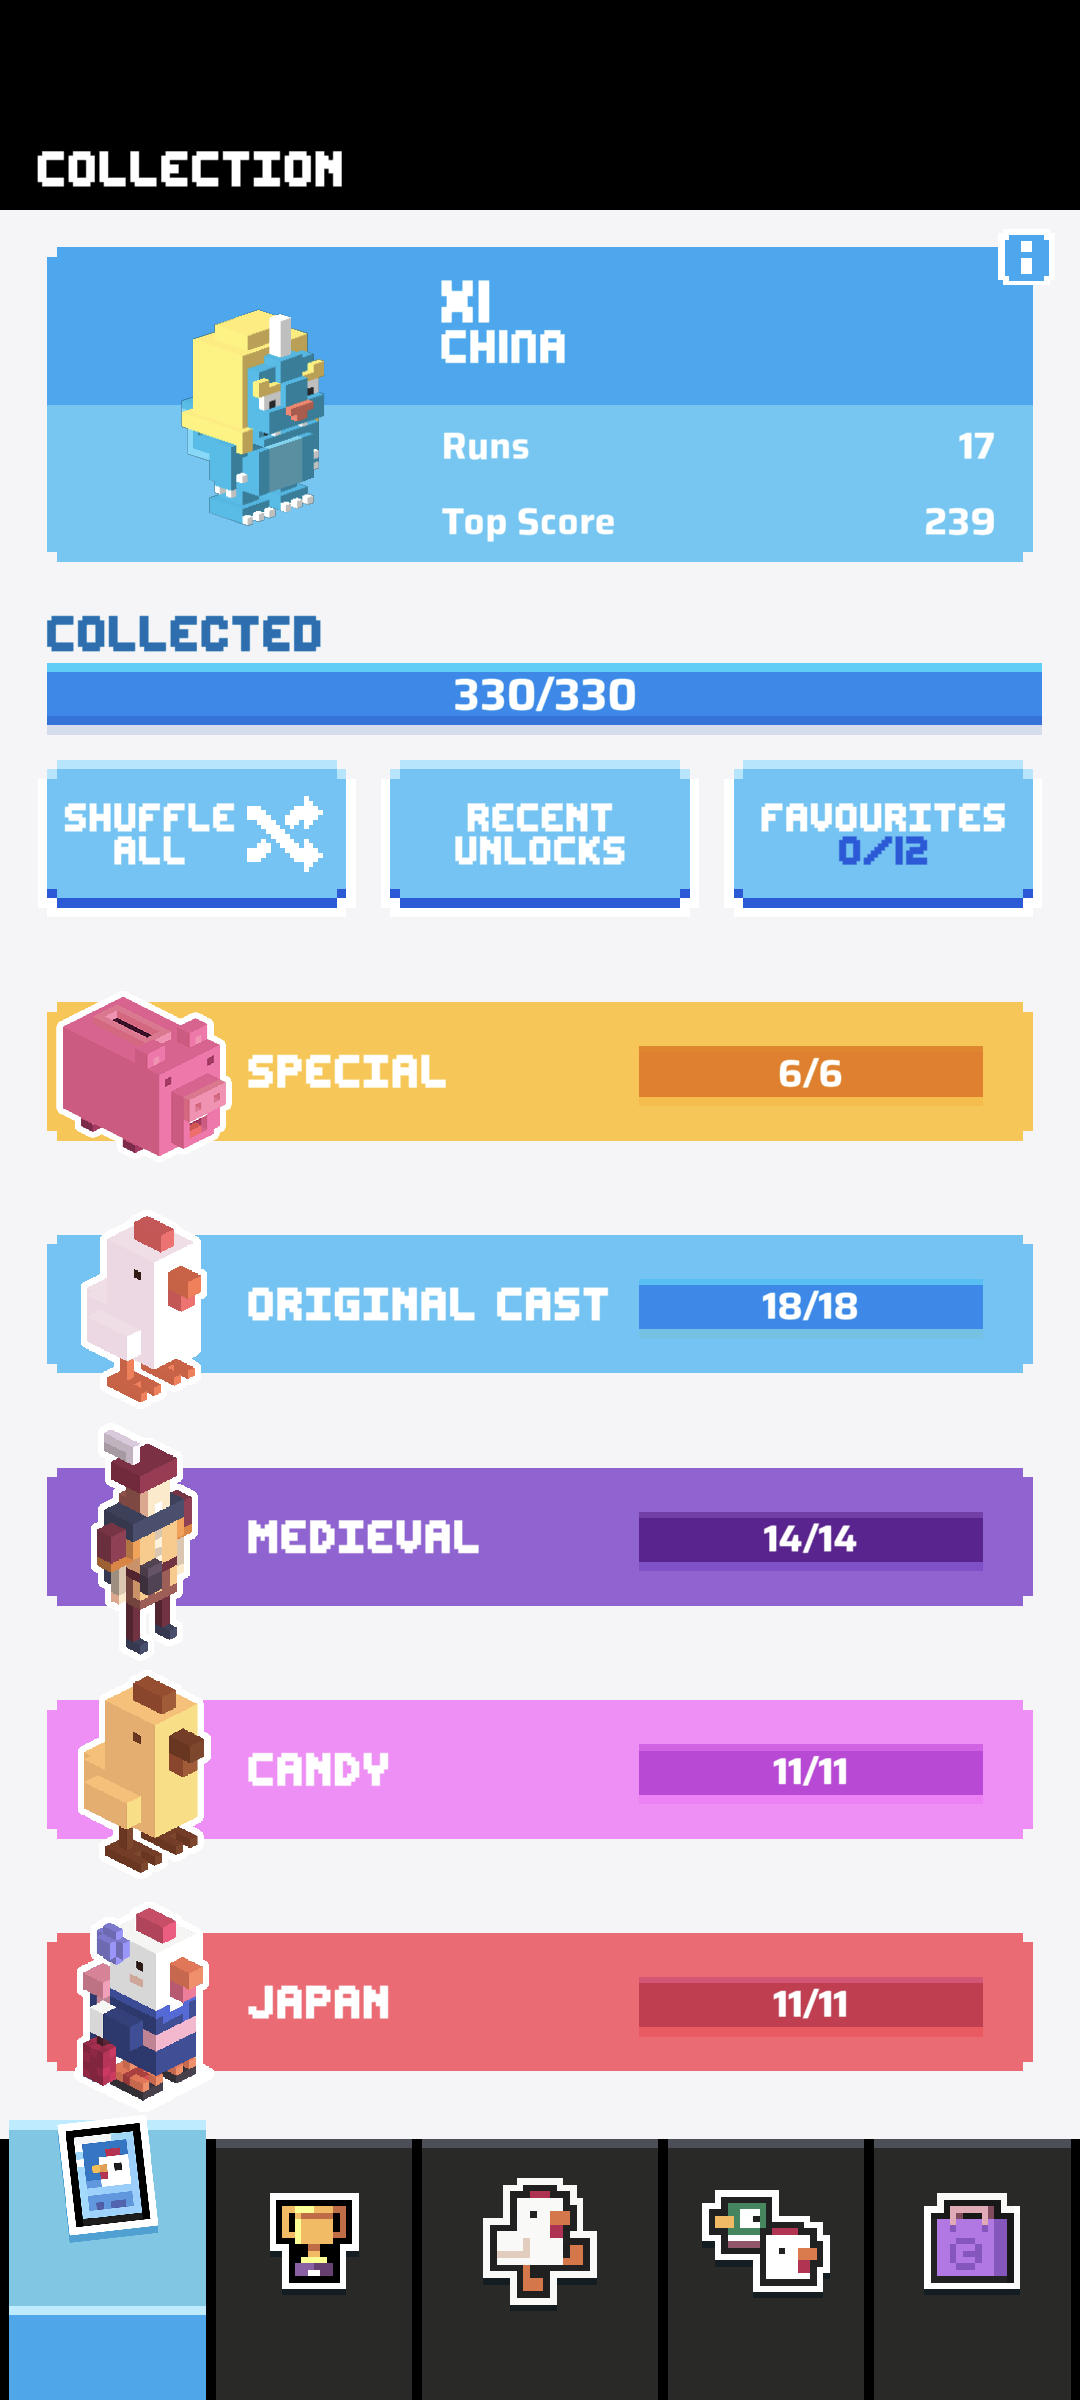 COLLECTION
XI
CHINA
Runs 17
Top Score 239
COLLECTED
330/330
SHUFFLE
ALL
RECENT
UNLOCKS
FAVOURITES
0/12
SPECIAL 6/6
ORIGINAL CAST 18/18
MEDIEVAL 14/14
CANDY 11/11
JAPAN 11/11